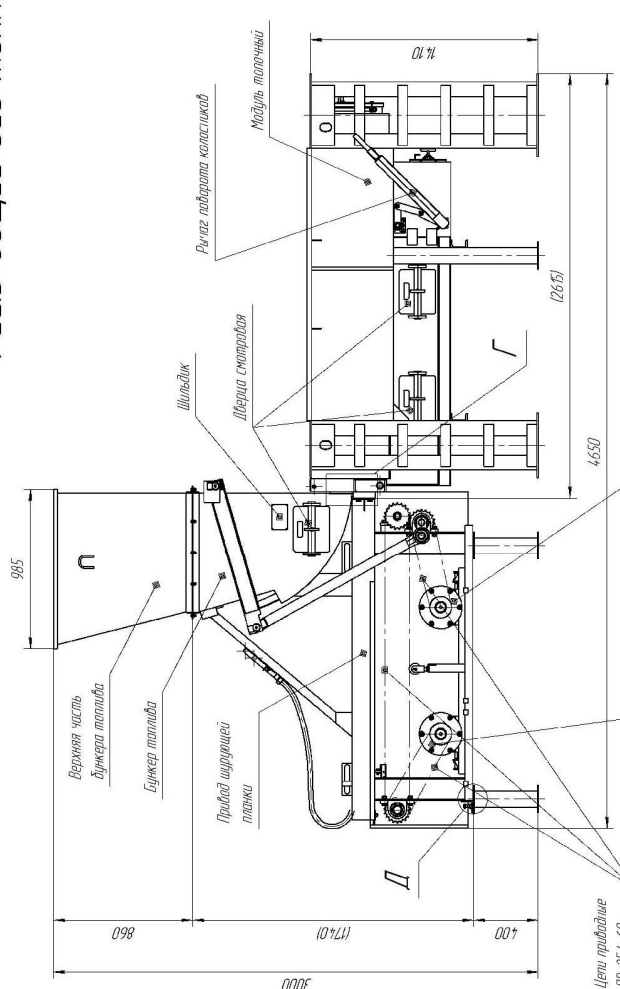 985
Верхняя часть
бункера топлива
Бункер топлива
Привод шурующей
планки
Шильдик
Дверца смотровая
Рычаг поворота колосников
Модуль топочный
860
(1740)
400
3000
1410
(2615)
4650
Г
Д
Цепи приводные